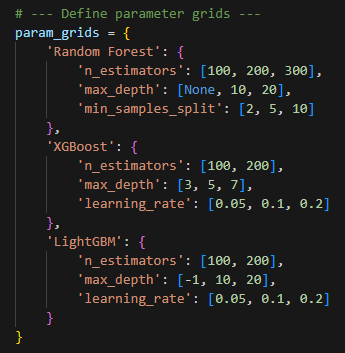 # --- Define parameter grids ---
param_grids = {
    'Random Forest': {
        'n_estimators': [100, 200, 300],
        'max_depth': [None, 10, 20],
        'min_samples_split': [2, 5, 10]
    },
    'XGBoost': {
        'n_estimators': [100, 200],
        'max_depth': [3, 5, 7],
        'learning_rate': [0.05, 0.1, 0.2]
    },
    'LightGBM': {
        'n_estimators': [100, 200],
        'max_depth': [-1, 10, 20],
        'learning_rate': [0.05, 0.1, 0.2]
    }
}